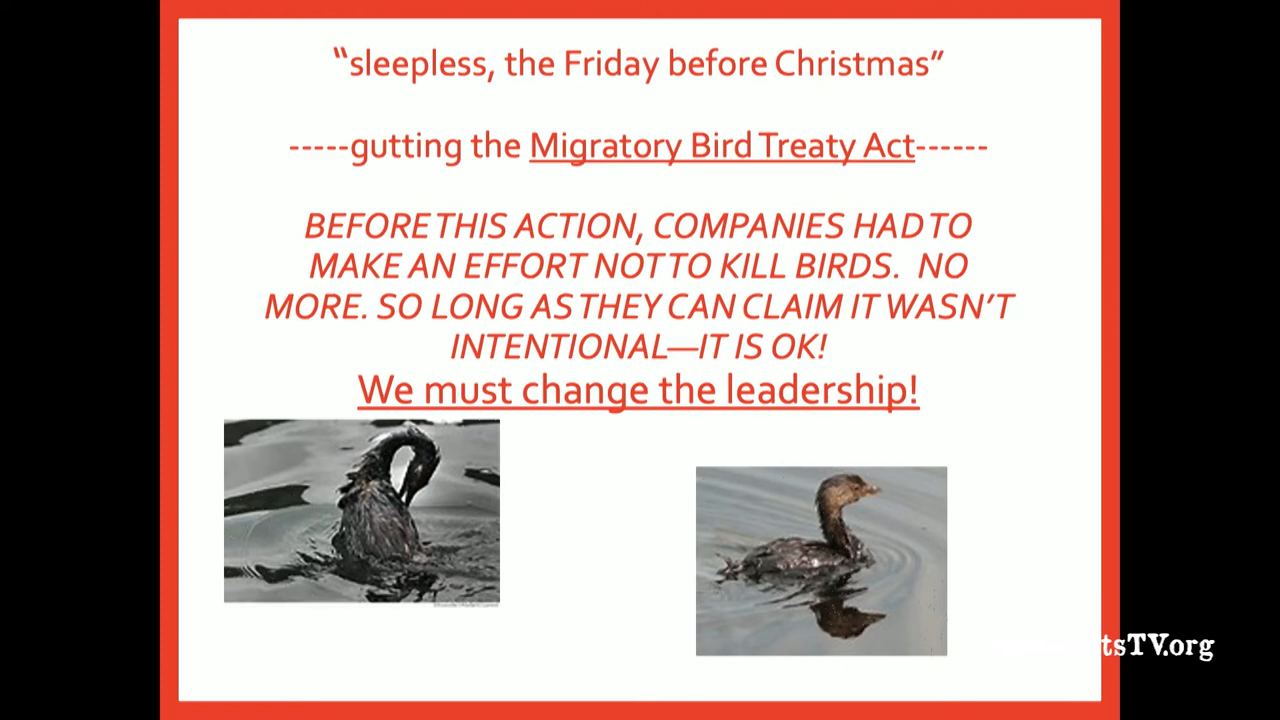 “sleepless, the Friday before Christmas”
-----gutting the Migratory Bird Treaty Act------
BEFORE THIS ACTION, COMPANIES HAD TO
MAKE AN EFFORT NOT TO KILL BIRDS. NO
MORE. SO LONG AS THEY CAN CLAIM IT WASN’T
INTENTIONAL—IT IS OK!
We must change the leadership!
tsTV.org